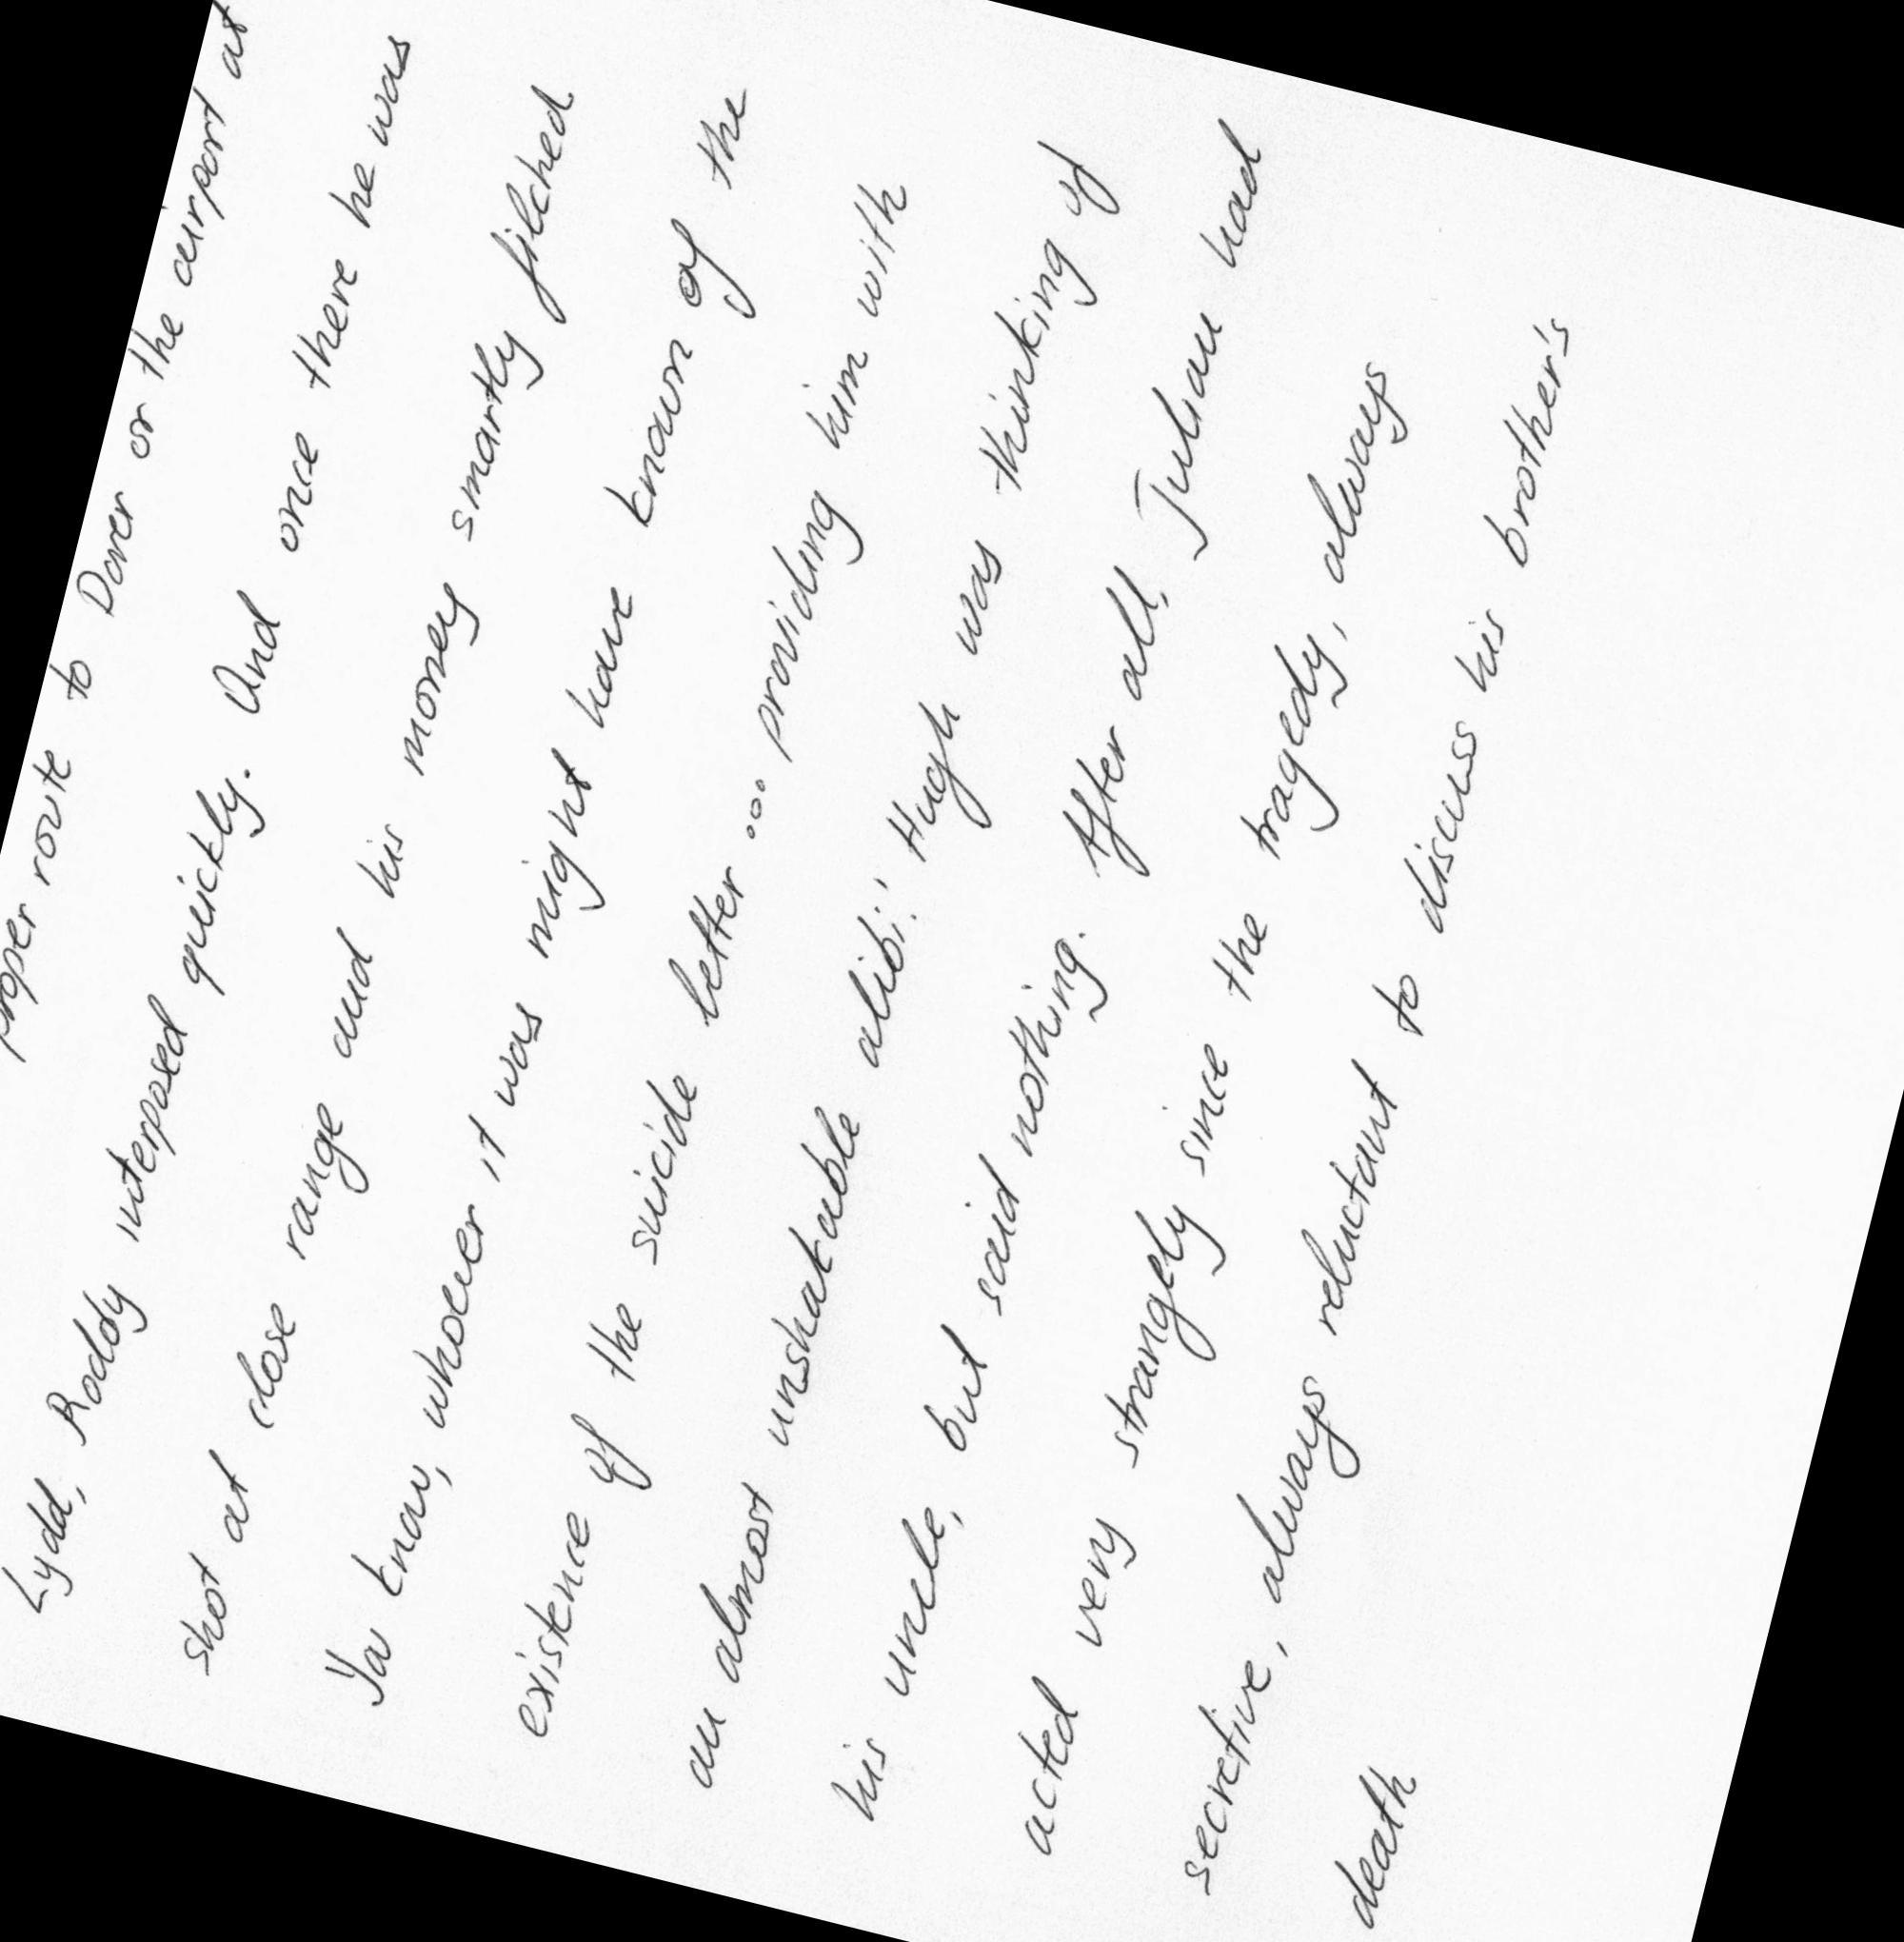 proper route to Dover or the airport at
Lydd, Roddy interposed quickly. And once there he was
shot at close range and his money smartly filched
'Ya know, whoever it was might have known of the
existence of the suicide letter... providing him with
an almost unshakable alibi.' Hugh was thinking of
his uncle, but said nothing. After all, Julian had
acted very strangely since the tragedy, always
secretive, always reluctant to discuss his brother's
death